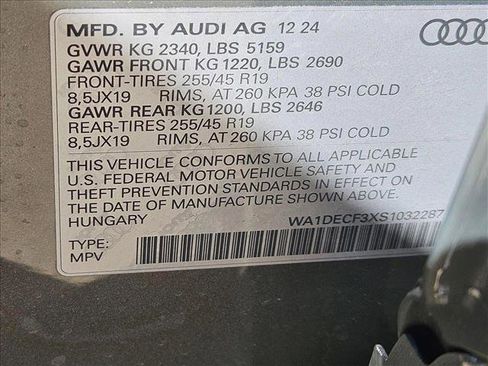 MFD. BY AUDI AG 12 24
GVWR KG 2340, LBS 5159
GAWR FRONT KG 1220, LBS 2690
FRONT-TIRES 255/45 R19
8,5JX19 RIMS, AT 260 KPA 38 PSI COLD
GAWR REAR KG 1200, LBS 2646
REAR-TIRES 255/45 R19
8,5JX19 RIMS, AT 260 KPA 38 PSI COLD
THIS VEHICLE CONFORMS TO ALL APPLICABLE
U.S. FEDERAL MOTOR VEHICLE SAFETY AND
THEFT PREVENTION STANDARDS IN EFFECT ON
THE DATE OF MANUFACTURE SHOWN ABOVE
HUNGARY
WA1DECF3XS1032287
TYPE:
MPV